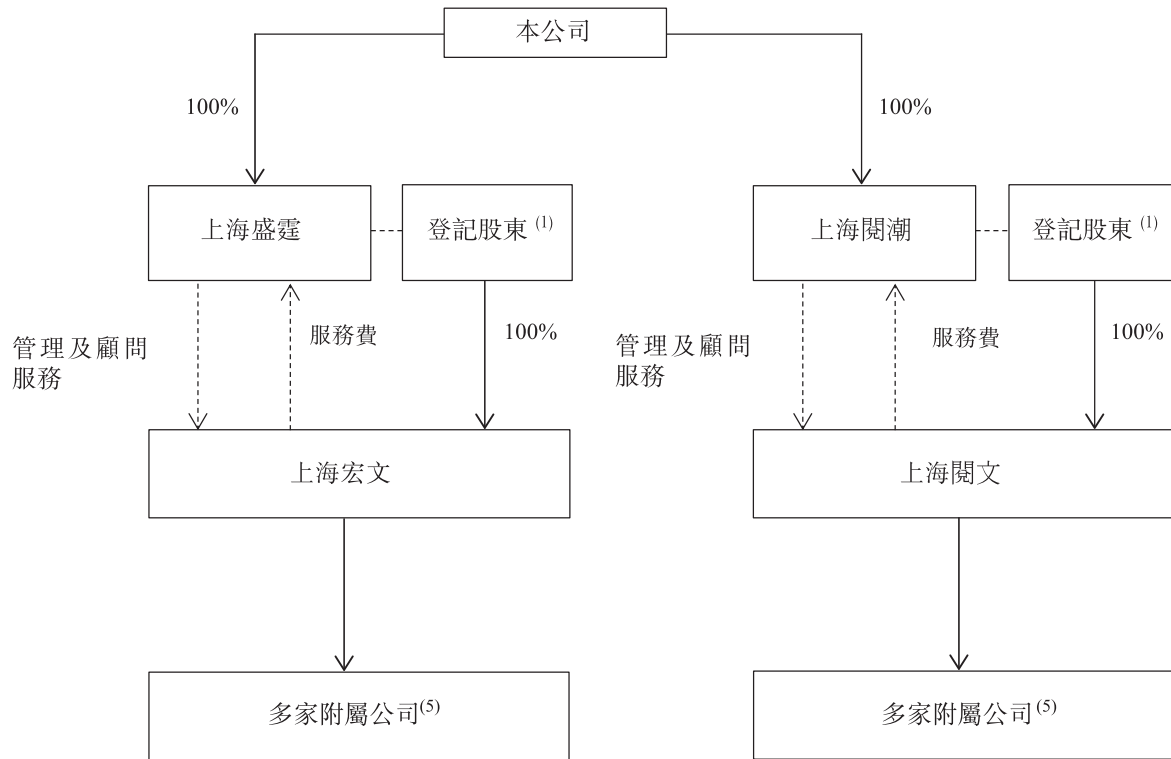 本公司
100%
100%
上海盛霆
登記股東 (1)
上海閱潮
登記股東 (1)
管理及顧問
服務
服務費
100%
管理及顧問
服務
服務費
100%
上海宏文
上海閱文
多家附屬公司(5)
多家附屬公司(5)